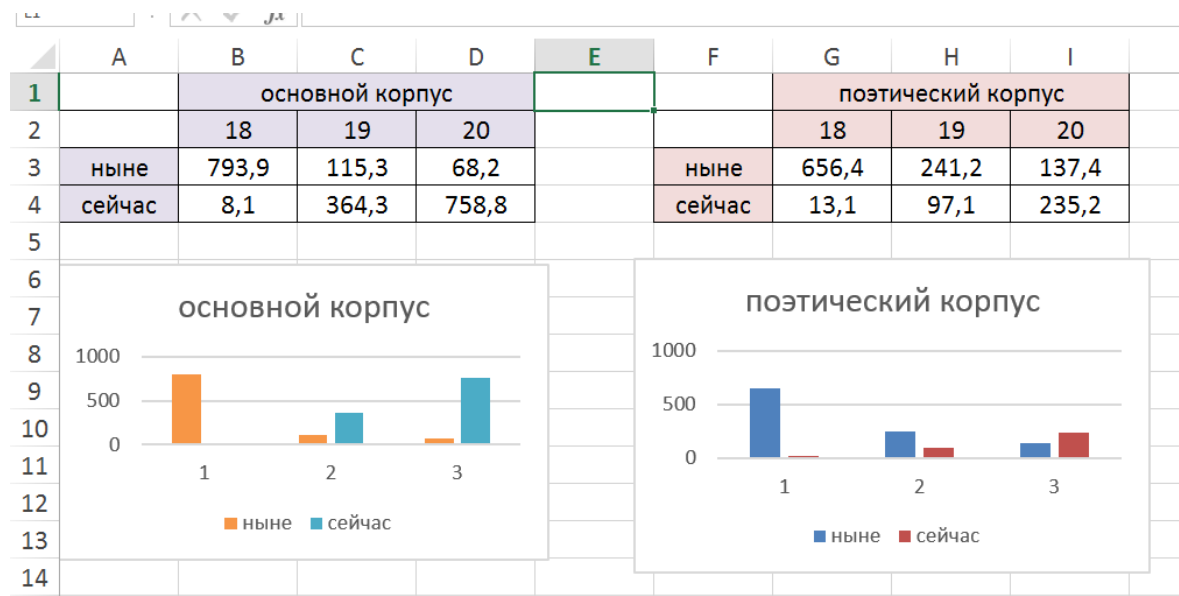 A B C D E F G H I
1 основной корпус поэтический корпус
2 18 19 20 18 19 20
3 ныне 793,9 115,3 68,2 ныне 656,4 241,2 137,4
4 сейчас 8,1 364,3 758,8 сейчас 13,1 97,1 235,2
5
6
7
8
9
10
11
12
13
14
основной корпус
1000
500
0
1 2 3
ныне сейчас
поэтический корпус
1000
500
0
1 2 3
ныне сейчас